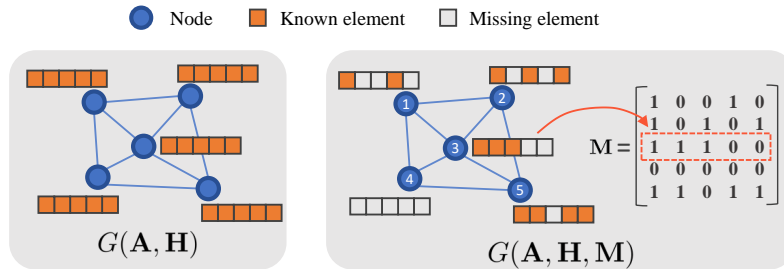 Node Known element Missing element
1 2 3 4 5
M = 1 0 0 1 0
1 0 1 0 1
1 1 1 0 0
0 0 0 0 0
1 1 0 1 1
G(A, H)
G(A, H, M)